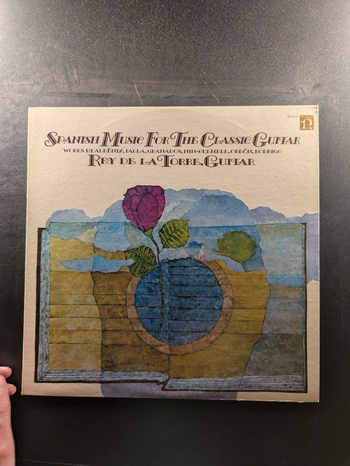 SPANISH MUSIC FOR THE CLASSIC GUITAR
WORKS BY ALBÉNIZ, FALLA, GRANADOS, NIN-CULMELL, ORBÓN, RODRIGO
REY DE LA TORRE, GUITAR